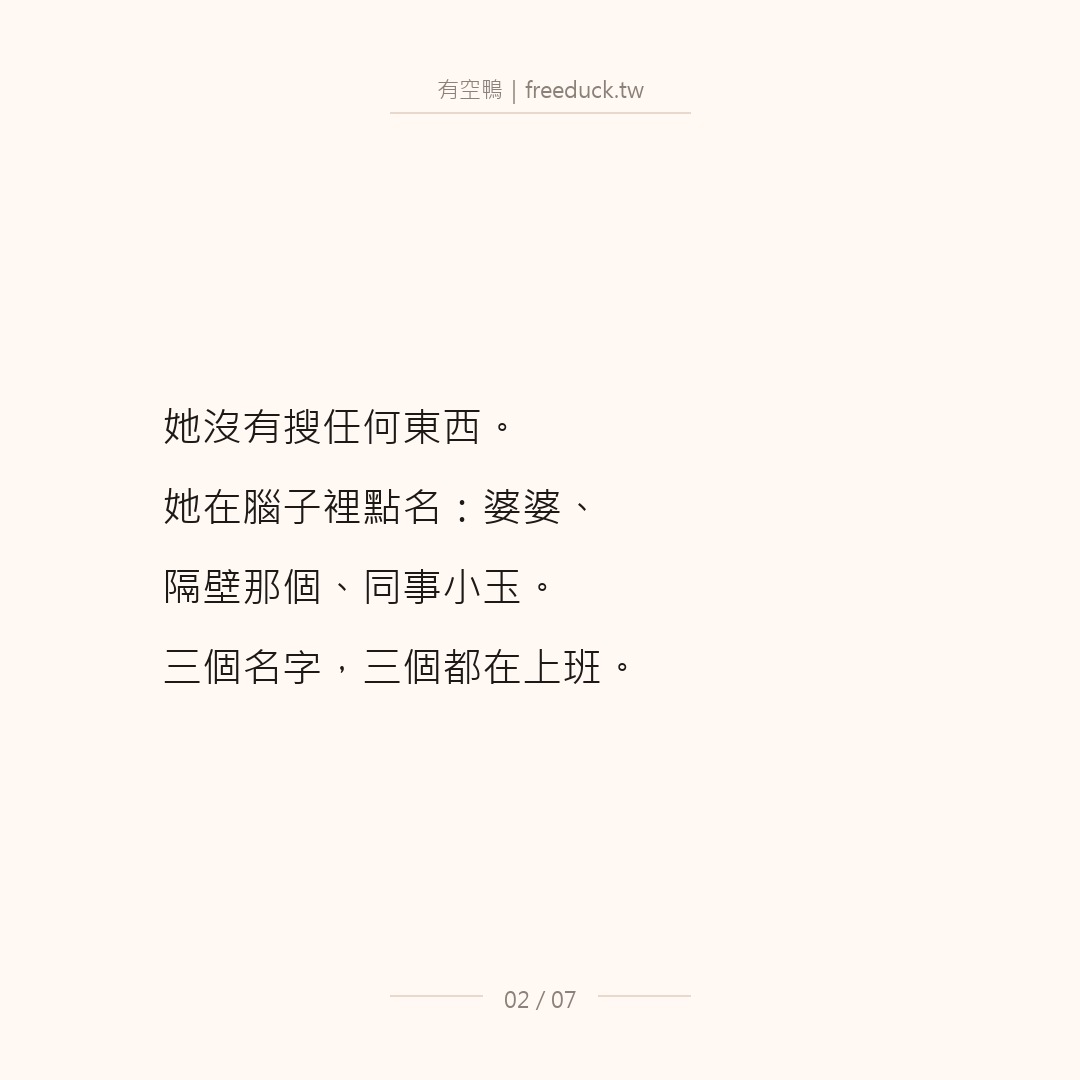 有空鴨 | freeduck.tw
她沒有搜任何東西。
她在腦子裡點名：婆婆、
隔壁那個、同事小玉。
三個名字，三個都在上班。
02 / 07